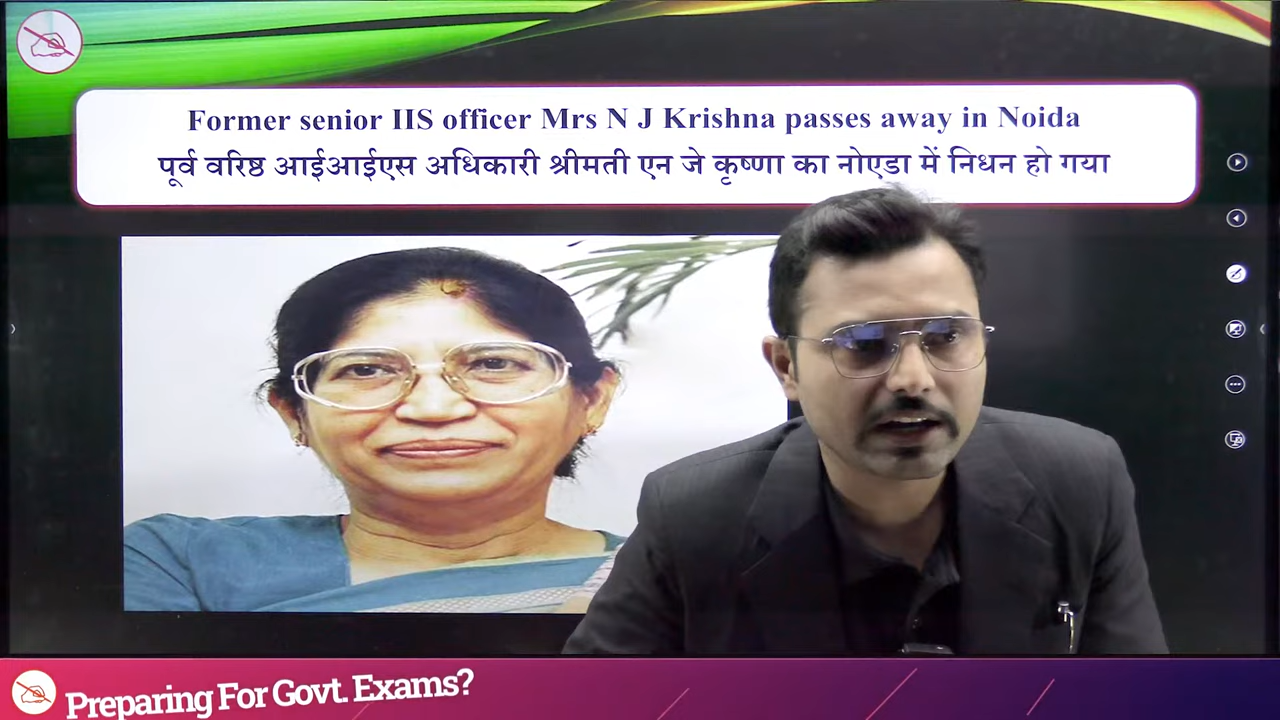 Former senior IIS officer Mrs N J Krishna passes away in Noida
पूर्व वरिष्ठ आईआईएस अधिकारी श्रीमती एन जे कृष्णा का नोएडा में निधन हो गया
Preparing For Govt. Exams?